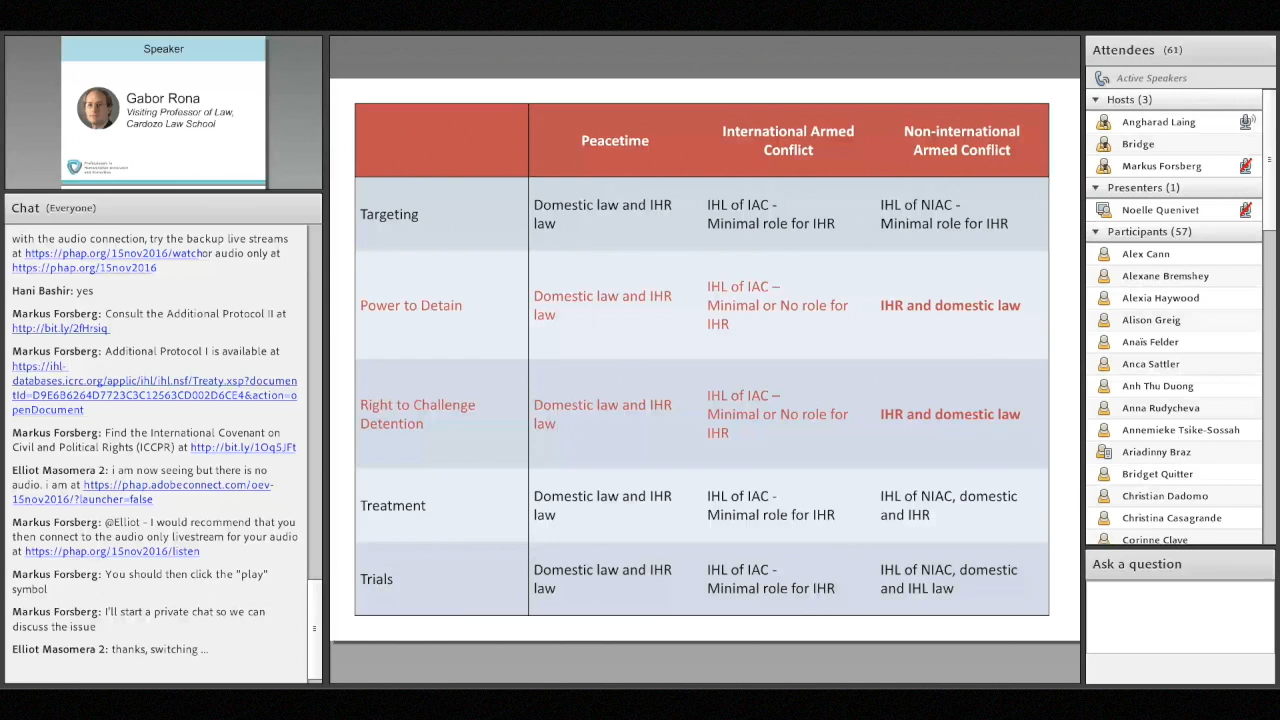 Speaker
Gabor Rona
Visiting Professor of Law,
Cardozo Law School
Professionals in
Humanitarian Assistance
and Protection
Chat (Everyone)
with the audio connection, try the backup live streams
at https://phap.org/15nov2016/watchor audio only at
https://phap.org/15nov2016
Hani Bashir: yes
Markus Forsberg: Consult the Additional Protocol II at
http://bit.ly/2fHrsiq
Markus Forsberg: Additional Protocol I is available at
https://ihl-
databases.icrc.org/applic/ihl/ihl.nsf/Treaty.xsp?documen
tId=D9E6B6264D7723C3C12563CD002D6CE4&action=o
penDocument
Markus Forsberg: Find the International Covenant on
Civil and Political Rights (ICCPR) at http://bit.ly/1Oq5JFt
Elliot Masomera 2: i am now seeing but there is no
audo. i am at https://phap.adobeconnect.com/oev-
15nov2016/?launcher=false
Markus Forsberg: @Elliot - I would recommend that you
then connect to the audio only livestream for your audio
at https://phap.org/15nov2016/listen
Markus Forsberg: You should then click the "play"
symbol
Markus Forsberg: I'll start a private chat so we can
discuss the issue
Elliot Masomera 2: thanks, switching ...
Peacetime
International Armed
Conflict
Non-international
Armed Conflict
Targeting
Domestic law and IHR
law
IHL of IAC -
Minimal role for IHR
IHL of NIAC -
Minimal role for IHR
Power to Detain
Domestic law and IHR
law
IHL of IAC –
Minimal or No role for
IHR
IHR and domestic law
Right to Challenge
Detention
Domestic law and IHR
law
IHL of IAC –
Minimal or No role for
IHR
IHR and domestic law
Treatment
Domestic law and IHR
law
IHL of IAC -
Minimal role for IHR
IHL of NIAC, domestic
and IHR
Trials
Domestic law and IHR
law
IHL of IAC -
Minimal role for IHR
IHL of NIAC, domestic
and IHL law
Attendees (61)
Active Speakers
Hosts (3)
Angharad Laing
Bridge
Markus Forsberg
Presenters (1)
Noelle Quenivet
Participants (57)
Alex Cann
Alexane Bremshey
Alexia Haywood
Alison Greig
Anaïs Felder
Anca Sattler
Anh Thu Duong
Anna Rudycheva
Annemieke Tsike-Sossah
Ariadinny Braz
Bridget Quitter
Christian Dadomo
Christina Casagrande
Corinne Clave
Ask a question